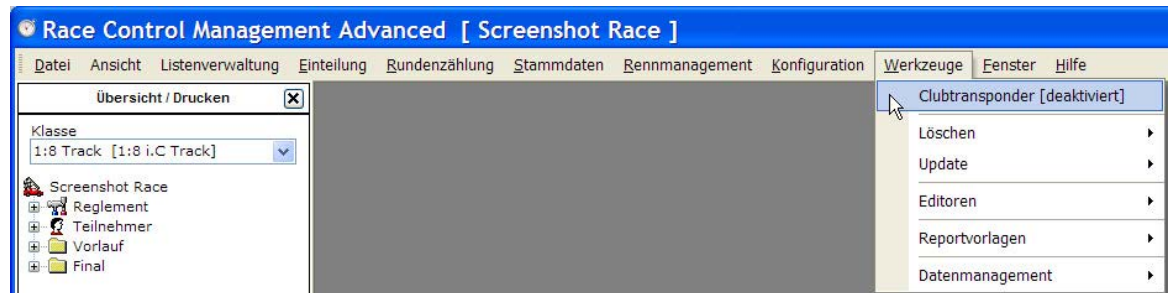 Race Control Management Advanced [ Screenshot Race ]
Datei Ansicht Listenverwaltung Einteilung Rundenzählung Stammdaten Rennmanagement Konfiguration Werkzeuge Fenster Hilfe
Übersicht / Drucken
Klasse
1:8 Track [1:8 i.C Track]
Screenshot Race
Reglement
Teilnehmer
Vorlauf
Final
Clubtransponder [deaktiviert]
Löschen
Update
Editoren
Reportvorlagen
Datenmanagement